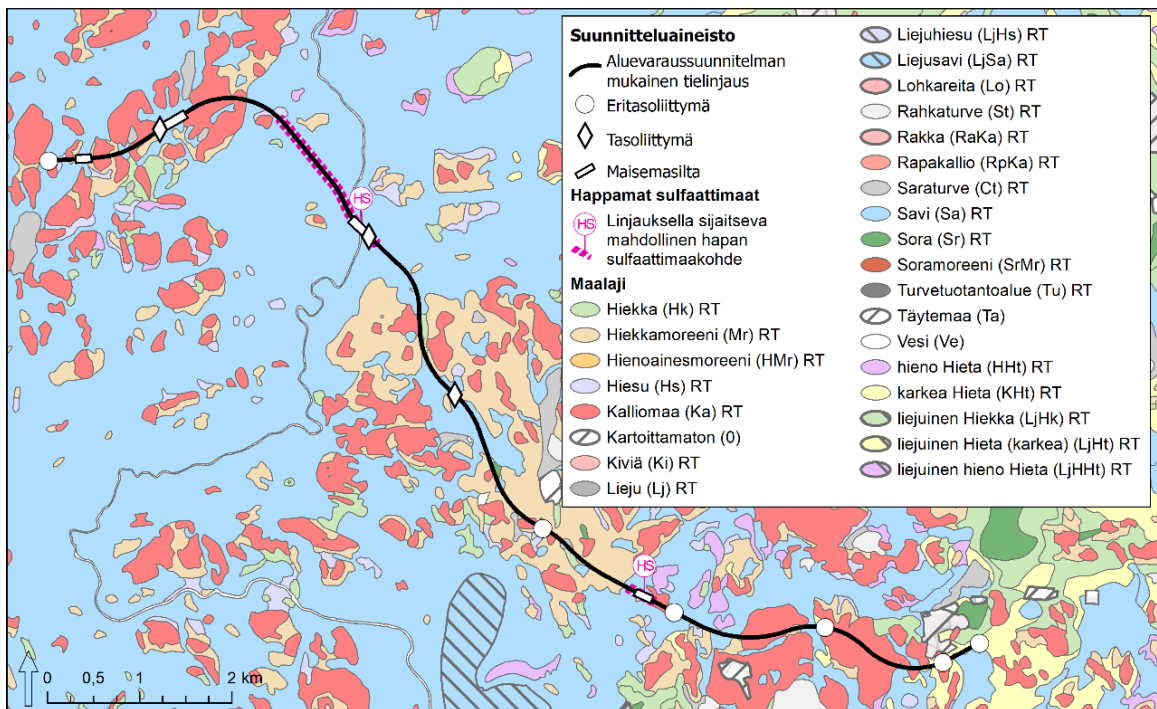 Suunnitteluaineisto
Aluevaraussuunnitelman
mukainen tielinjaus
Eritasoliittymä
Tasoliittymä
Maisemasilta
Happamat sulfaattimaat
HS
Linjauksella sijaitseva
mahdollinen hapan
sulfaattimaakohde
Maalaji
Hiekka (Hk) RT
Hiekkamoreeni (Mr) RT
Hienoainesmoreeni (HMr) RT
Hiesu (Hs) RT
Kalliomaa (Ka) RT
Kartoittamaton (0)
Kiviä (Ki) RT
Lieju (Lj) RT
Liejuhiesu (LjHs) RT
Liejusavi (LjSa) RT
Lohkareita (Lo) RT
Rahkaturve (St) RT
Rakka (RaKa) RT
Rapakallio (RpKa) RT
Saraturve (Ct) RT
Savi (Sa) RT
Sora (Sr) RT
Soramoreeni (SrMr) RT
Turvetuotantoalue (Tu) RT
Täytemaa (Ta)
Vesi (Ve)
hieno Hieta (HHt) RT
karkea Hieta (KHt) RT
liejuinen Hiekka (LjHk) RT
liejuinen Hieta (karkea) (LjHt) RT
liejuinen hieno Hieta (LjHHt) RT
HS
HS
0 0,5 1 2 km